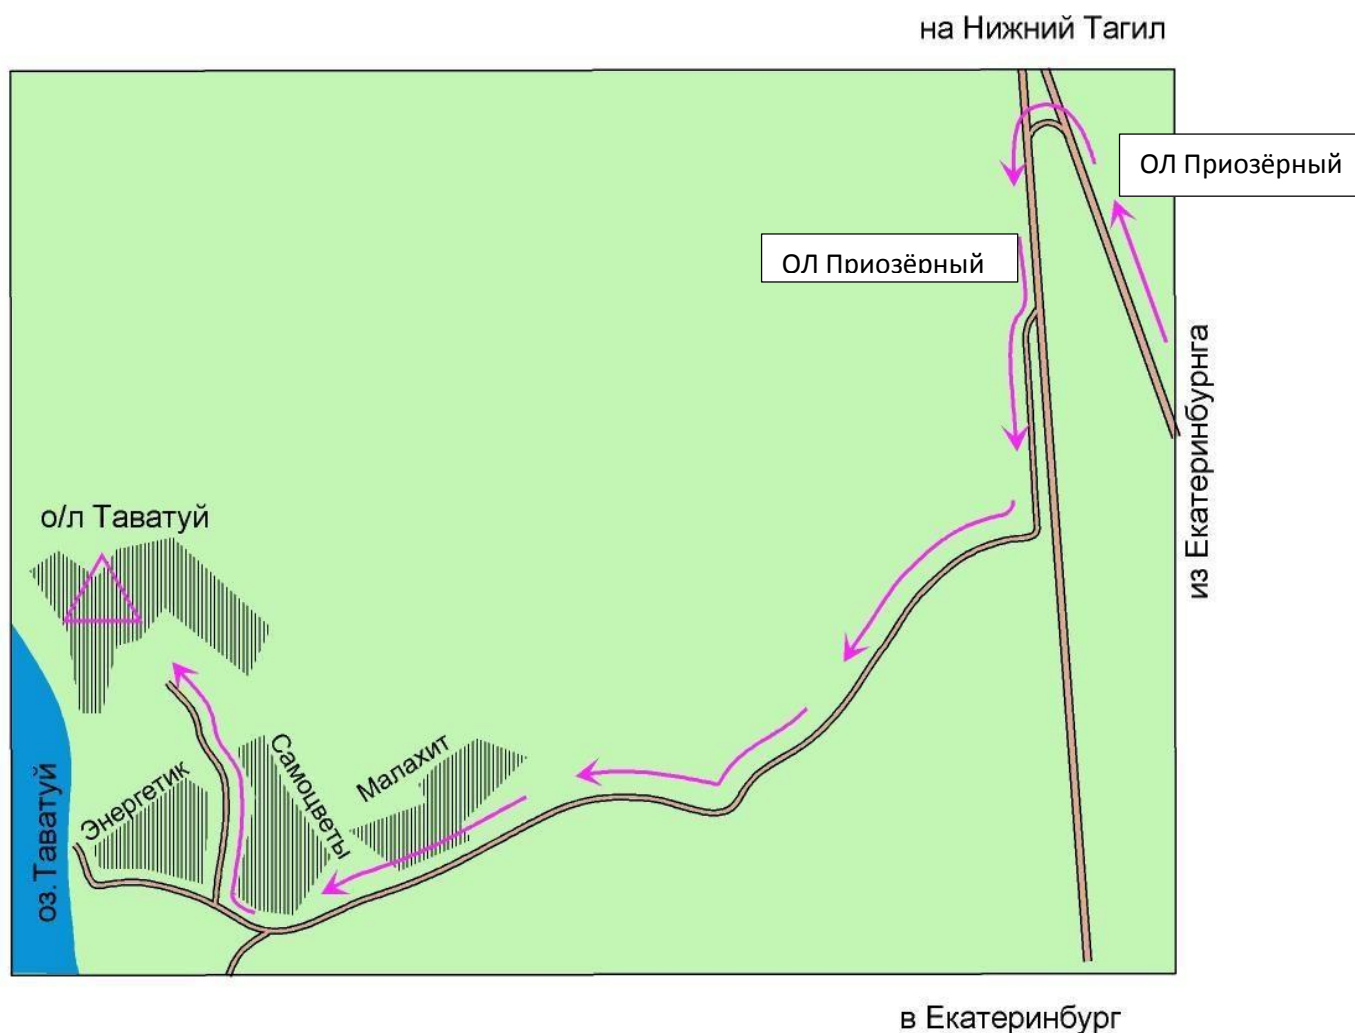 на Нижний Тагил
ОЛ Приозёрный
ОЛ Приозёрный
из Екатеринбурнга
о/л Таватуй
Самоцветы
Малахит
Энергетик
оз.Таватуй
в Екатеринбург